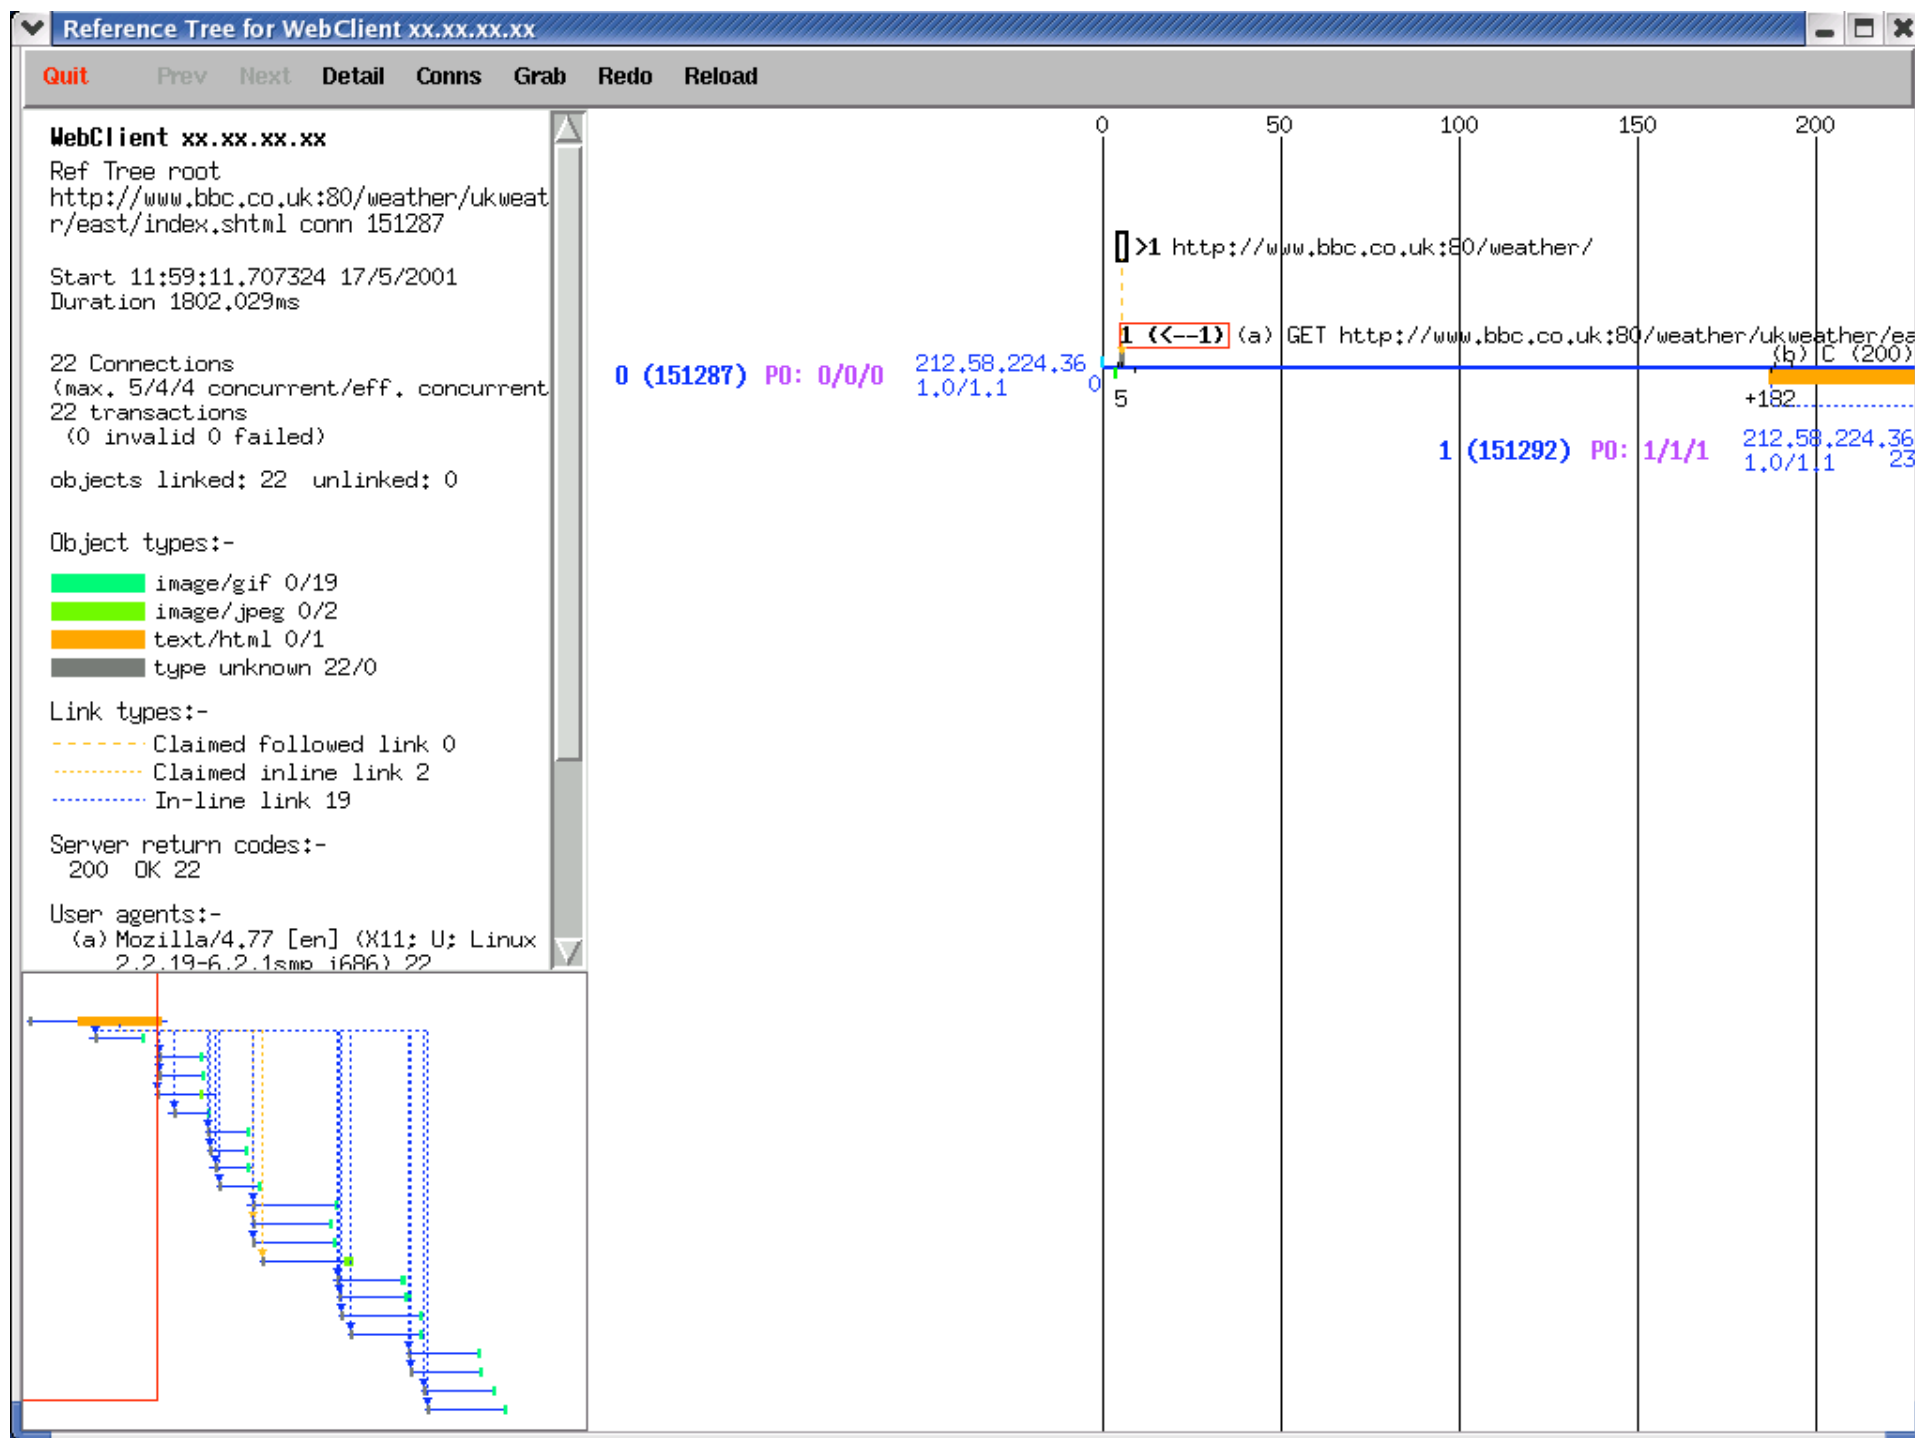 Reference Tree for WebClient xx.xx.xx.xx
Quit Prev Next Detail Conns Grab Redo Reload
WebClient xx.xx.xx.xx
Ref Tree root
http://www.bbc.co.uk:80/weather/ukweat
r/east/index.shtml conn 151287
Start 11:59:11.707324 17/5/2001
Duration 1802.029ms
22 Connections
(max. 5/4/4 concurrent/eff. concurrent
22 transactions
(0 invalid 0 failed)
objects linked: 22 unlinked: 0
Object types:-
image/gif 0/19
image/jpeg 0/2
text/html 0/1
type unknown 22/0
Link types:-
Claimed followed link 0
Claimed inline link 2
In-line link 19
Server return codes:-
200 OK 22
User agents:-
(a) Mozilla/4.77 [en] (X11; U; Linux
2.2.19-6.2.1smp i686) 22
0 50 100 150 200
>1 http://www.bbc.co.uk:80/weather/
1 (<--1) (a) GET http://www.bbc.co.uk:80/weather/ukweather/ea
(b) C (200)
0 (151287) P0: 0/0/0 212.58.224.36
1.0/1.1 0
5 +182
1 (151292) P0: 1/1/1 212.58.224.36
1.0/1.1 23